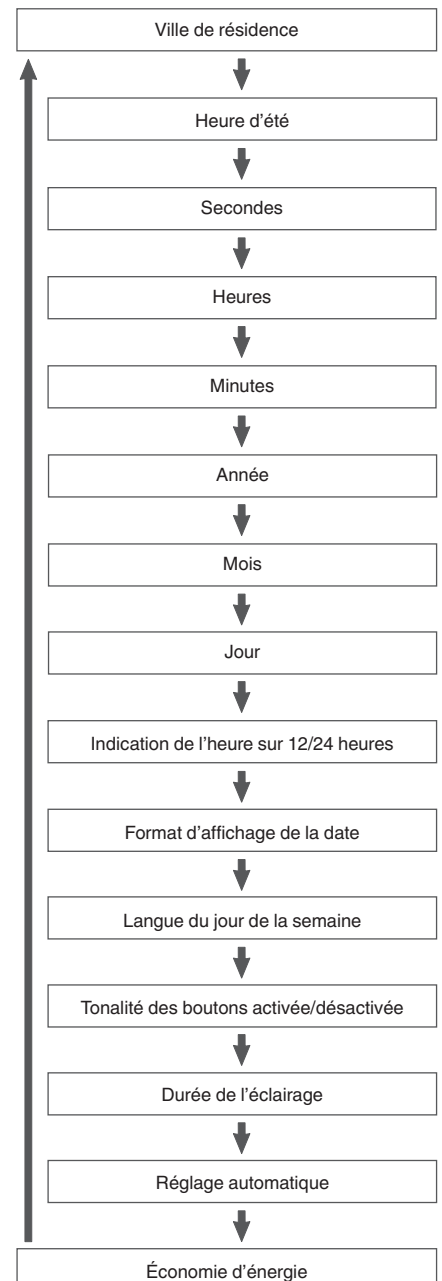 Ville de résidence
Heure d’été
Secondes
Heures
Minutes
Année
Mois
Jour
Indication de l’heure sur 12/24 heures
Format d’affichage de la date
Langue du jour de la semaine
Tonalité des boutons activée/désactivée
Durée de l’éclairage
Réglage automatique
Économie d’énergie